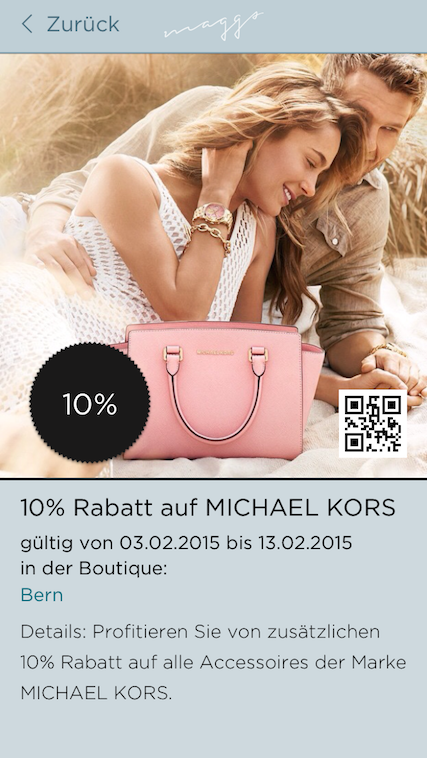 Zurück
maggs
10%
10% Rabatt auf MICHAEL KORS
gültig von 03.02.2015 bis 13.02.2015
in der Boutique:
Bern
Details: Profitieren Sie von zusätzlichen
10% Rabatt auf alle Accessoires der Marke
MICHAEL KORS.